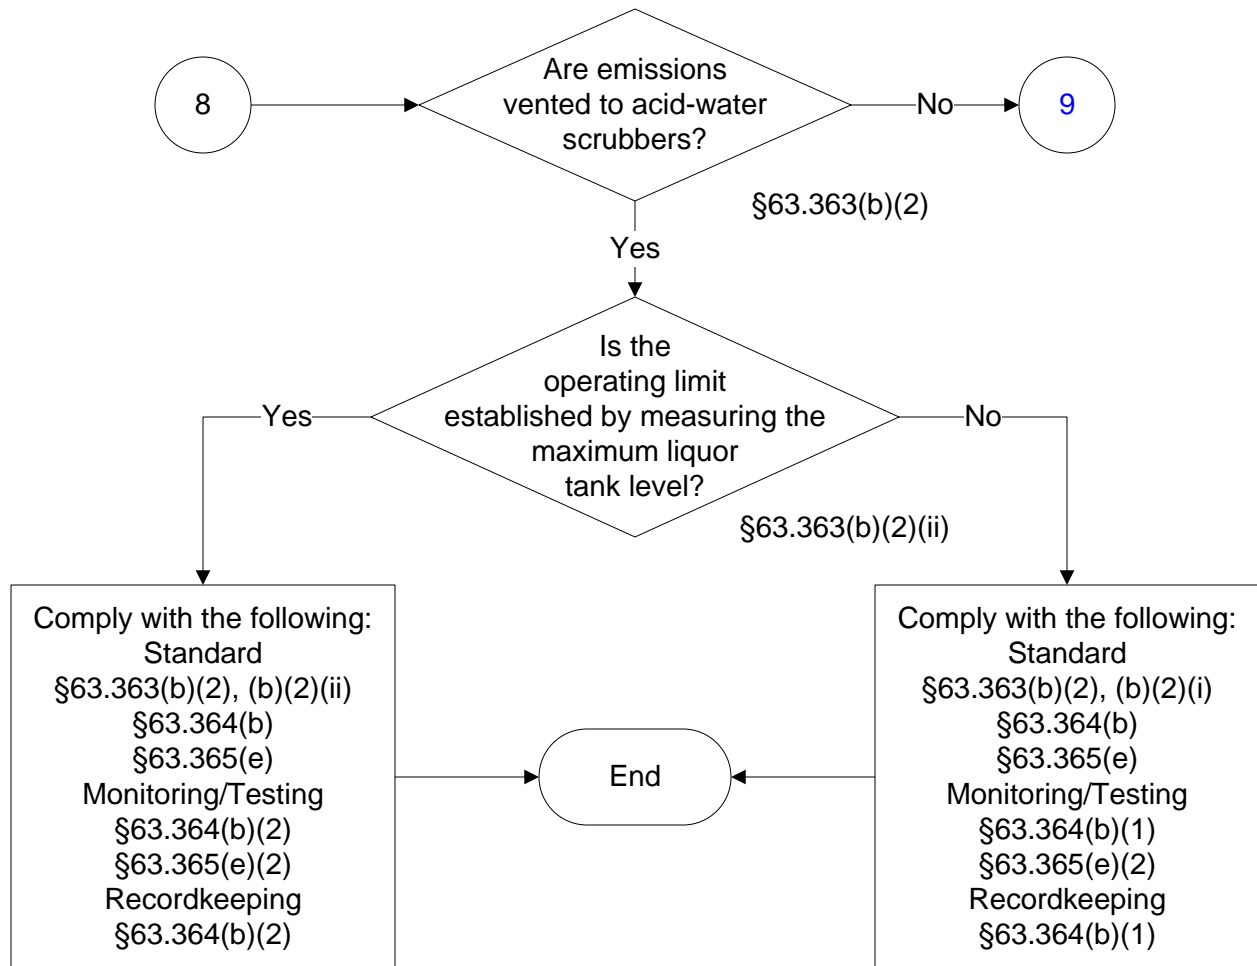 8
Are emissions
vented to acid-water
scrubbers?
No
9
§63.363(b)(2)
Yes
Is the
operating limit
established by measuring the
maximum liquor
tank level?
Yes
No
§63.363(b)(2)(ii)
Comply with the following:
Standard
§63.363(b)(2), (b)(2)(ii)
§63.364(b)
§63.365(e)
Monitoring/Testing
§63.364(b)(2)
§63.365(e)(2)
Recordkeeping
§63.364(b)(2)
End
Comply with the following:
Standard
§63.363(b)(2), (b)(2)(i)
§63.364(b)
§63.365(e)
Monitoring/Testing
§63.364(b)(1)
§63.365(e)(2)
Recordkeeping
§63.364(b)(1)